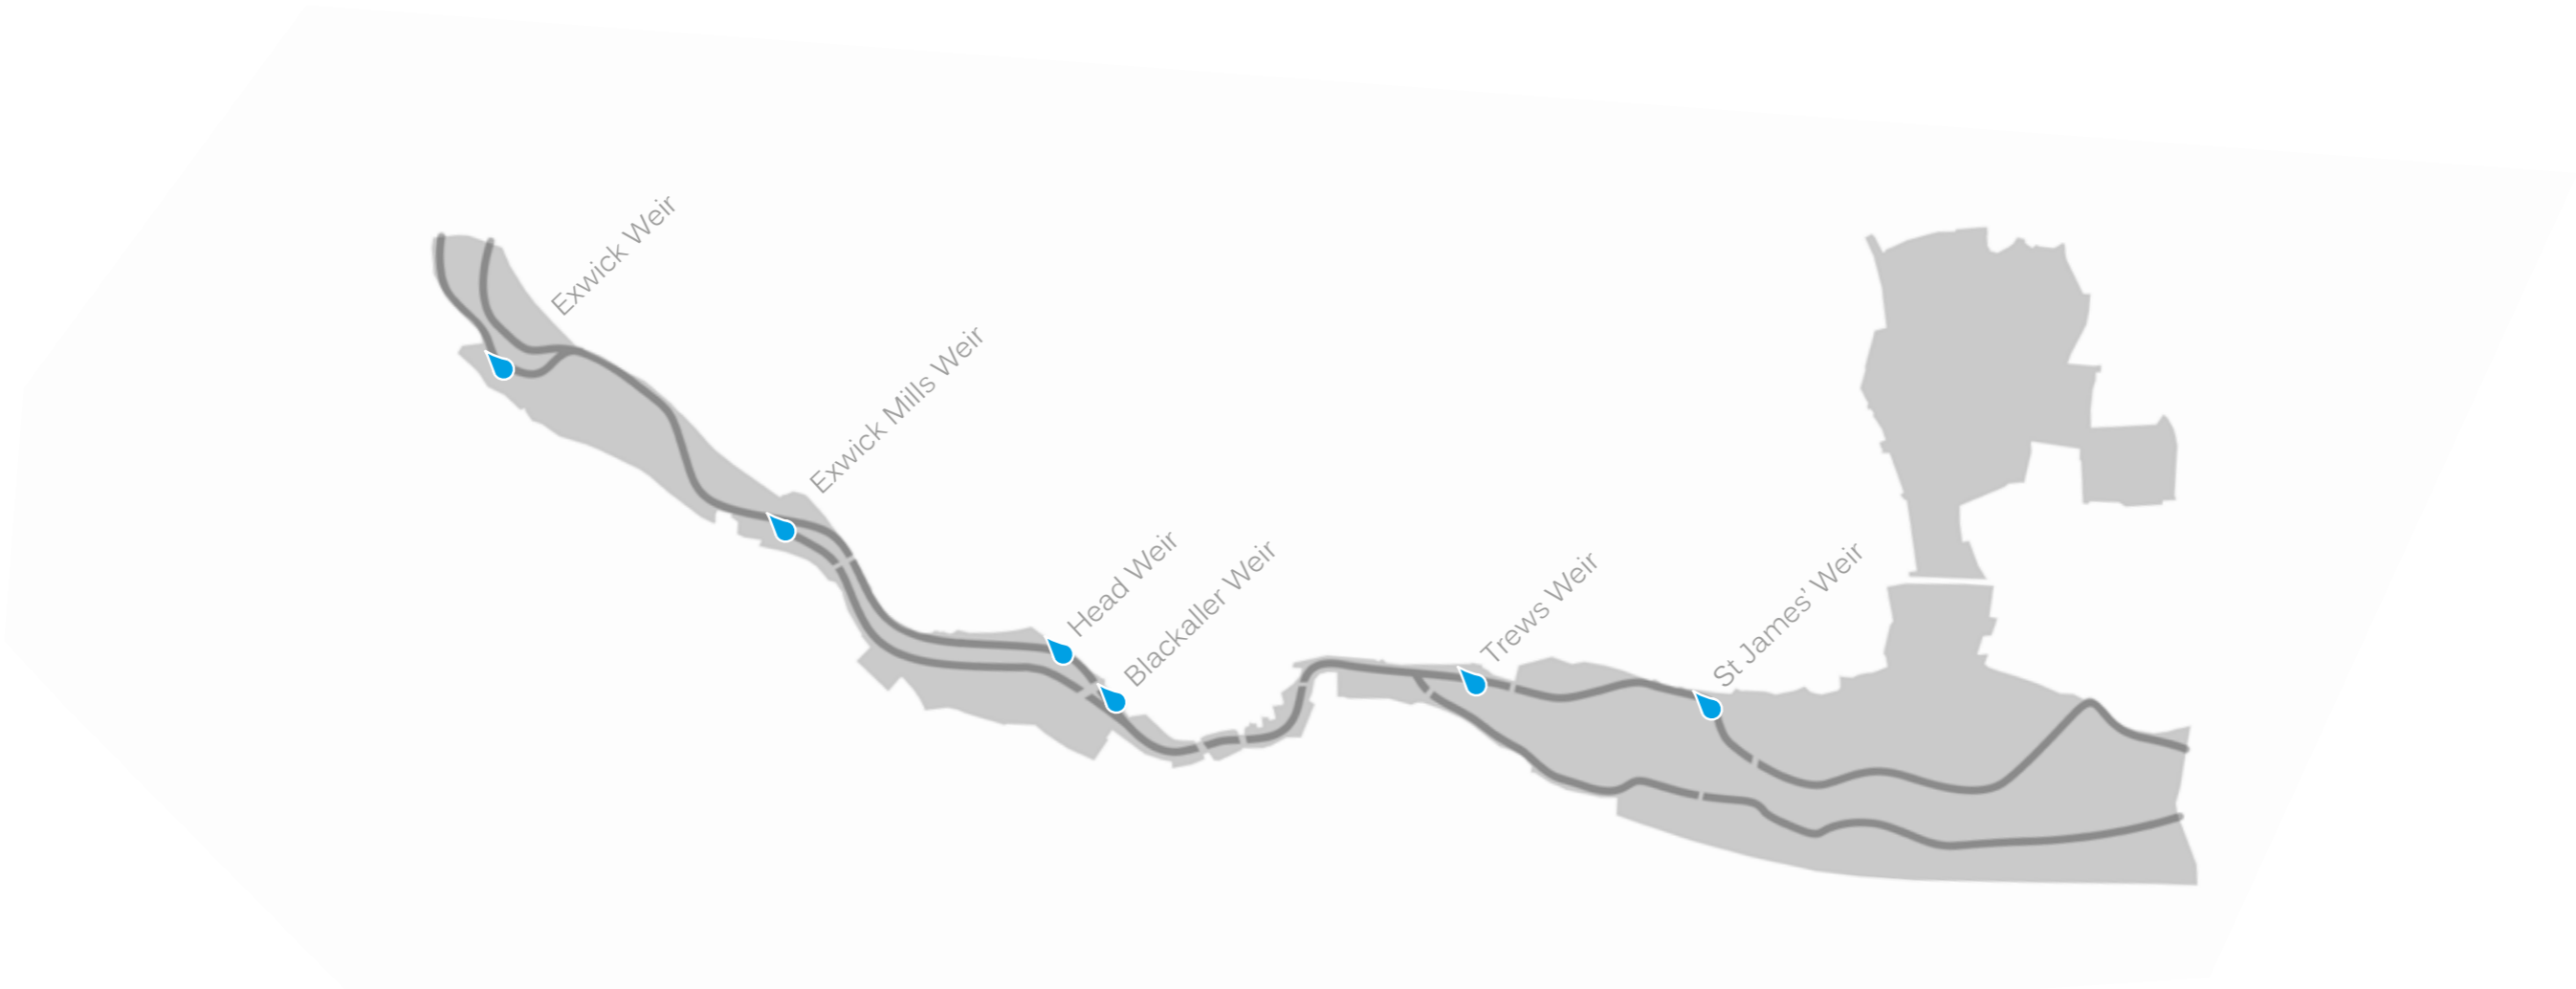 Exwick Weir
Exwick Mills Weir
Head Weir
Blackaller Weir
Trews Weir
St James’ Weir